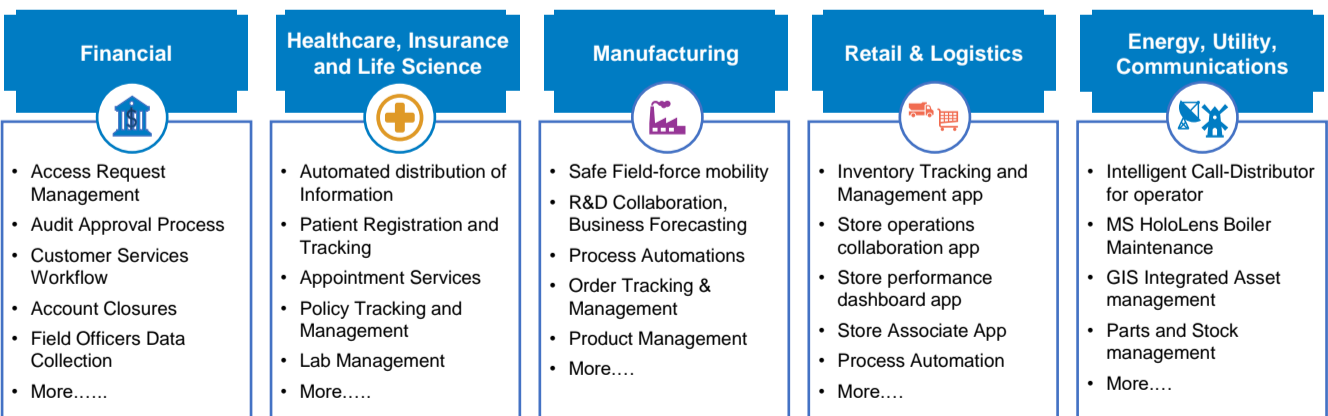 Financial
• Access Request
Management
• Audit Approval Process
• Customer Services
Workflow
• Account Closures
• Field Officers Data
Collection
• More…...
Healthcare, Insurance
and Life Science
• Automated distribution of
Information
• Patient Registration and
Tracking
• Appointment Services
• Policy Tracking and
Management
• Lab Management
• More.….
Manufacturing
• Safe Field-force mobility
• R&D Collaboration,
Business Forecasting
• Process Automations
• Order Tracking &
Management
• Product Management
• More.…
Retail & Logistics
• Inventory Tracking and
Management app
• Store operations
collaboration app
• Store performance
dashboard app
• Store Associate App
• Process Automation
• More.…
Energy, Utility,
Communications
• Intelligent Call-Distributor
for operator
• MS HoloLens Boiler
Maintenance
• GIS Integrated Asset
management
• Parts and Stock
management
• More.…